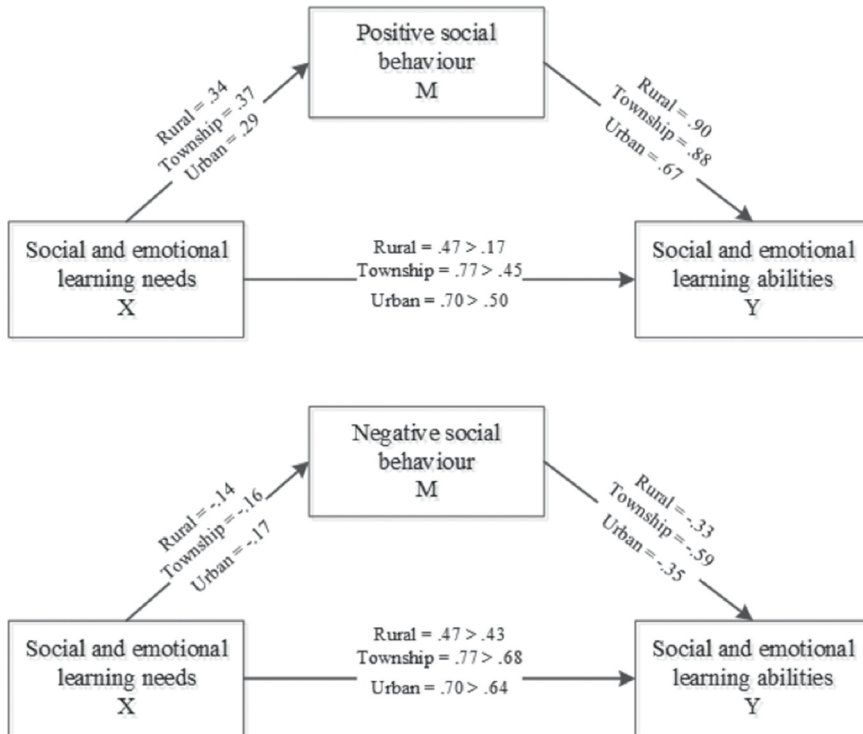 Positive social
behaviour
M
Rural = .34
Township = .37
Urban = .29
Rural = .90
Township = .88
Urban = .67
Social and emotional
learning needs
X
Rural = .47 > .17
Township = .77 > .45
Urban = .70 > .50
Social and emotional
learning abilities
Y
Negative social
behaviour
M
Rural = -.14
Township = -.16
Urban = -.17
Rural = -.33
Township = -.59
Urban = -.35
Social and emotional
learning needs
X
Rural = .47 > .43
Township = .77 > .68
Urban = .70 > .64
Social and emotional
learning abilities
Y